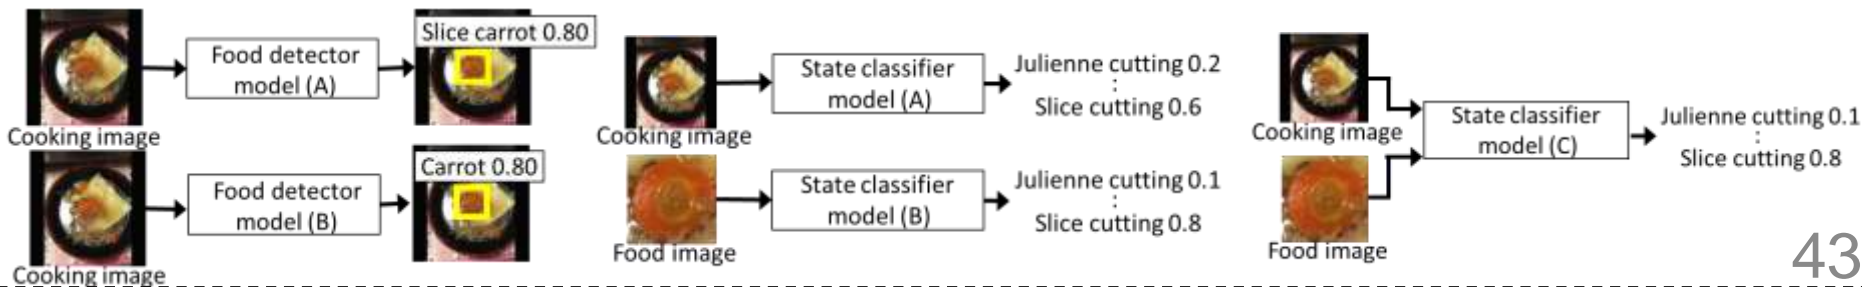 Slice carrot 0.80
Food detector
model (A)
Cooking image
Carrot 0.80
Food detector
model (B)
Cooking image
State classifier
model (A)
Julienne cutting 0.2
⋮
Slice cutting 0.6
Cooking image
State classifier
model (B)
Julienne cutting 0.1
⋮
Slice cutting 0.8
Food image
Cooking image
State classifier
model (C)
Julienne cutting 0.1
⋮
Slice cutting 0.8
Food image
43